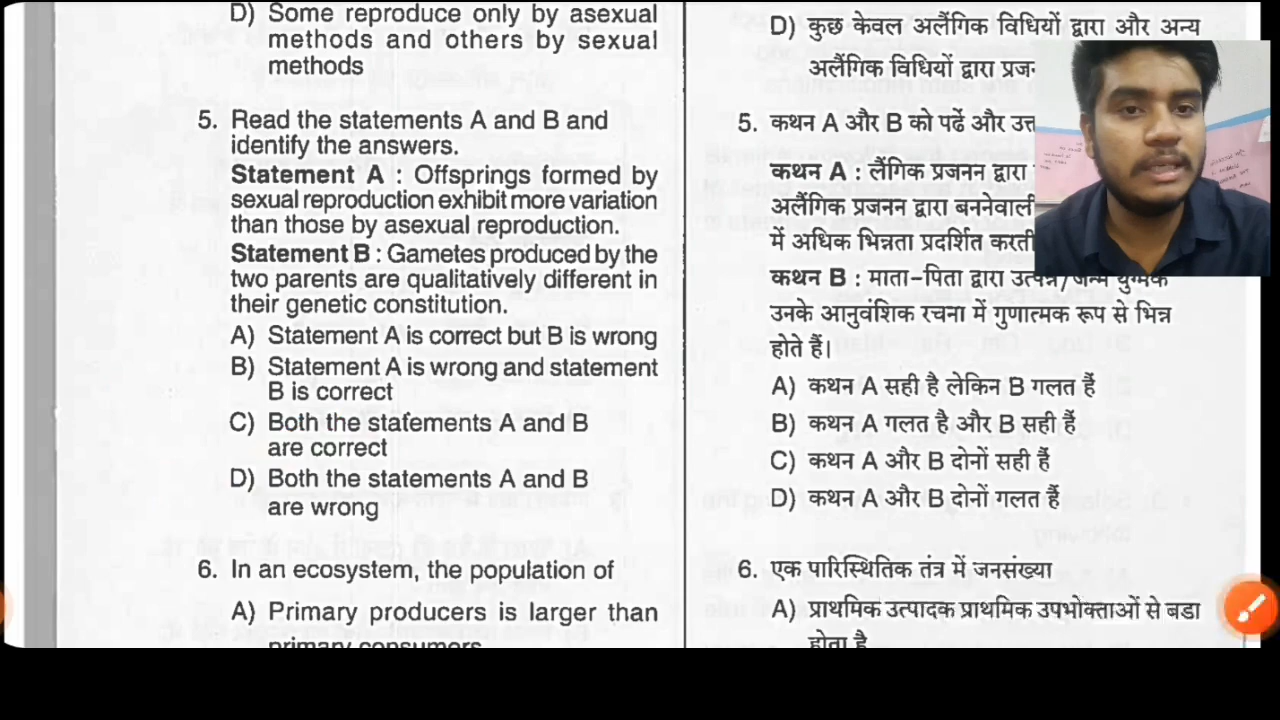 D) Some reproduce only by asexual
methods and others by sexual
methods
5. Read the statements A and B and
identify the answers.
Statement A : Offsprings formed by
sexual reproduction exhibit more variation
than those by asexual reproduction.
Statement B : Gametes produced by the
two parents are qualitatively different in
their genetic constitution.
A) Statement A is correct but B is wrong
B) Statement A is wrong and statement
B is correct
C) Both the statements A and B
are correct
D) Both the statements A and B
are wrong
6. In an ecosystem, the population of
A) Primary producers is larger than
primary consumers
D) कुछ केवल अलैंगिक विधियों द्वारा और अन्य
अलैंगिक विधियों द्वारा
5. कथन A और B को पढें और
कथन A : लैंगिक प्रजनन द्वारा
अलैंगिक प्रजनन द्वारा बननेवाली
में अधिक भिन्नता प्रदर्शित
कथन B : माता-पिता द्वारा
उनके आनुवंशिक रचना में गुणात्मक रूप से भिन्न
होते हैं।
A) कथन A सही है लेकिन B गलत हैं
B) कथन A गलत है और B सही हैं
C) कथन A और B दोनों सही हैं
D) कथन A और B दोनों गलत हैं
6. एक पारिस्थितिक तंत्र में जनसंख्या
A) प्राथमिक उत्पादक प्राथमिक उपभोक्ताओं से बडा
होता है